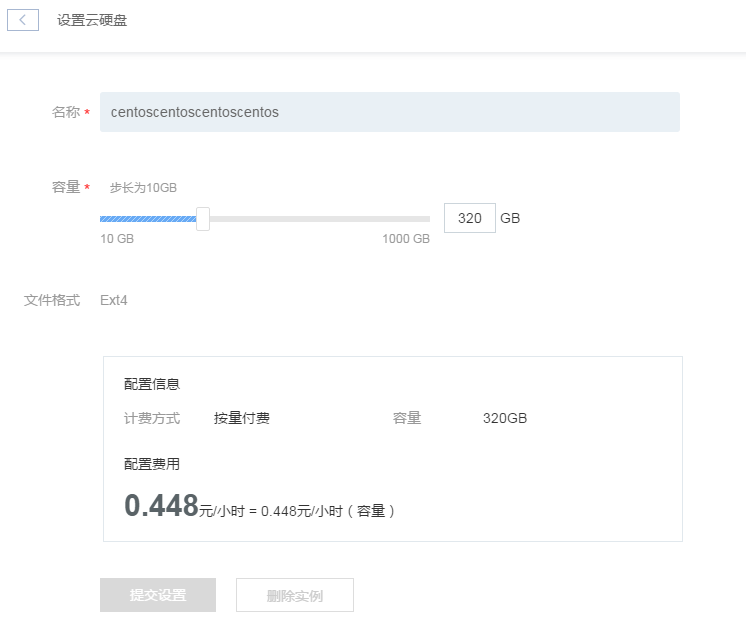 设置云硬盘
名称 * centoscentoscentoscentos
容量 * 步长为10GB
320 GB
10 GB 1000 GB
文件格式 Ext4
配置信息
计费方式 按量付费 容量 320GB
配置费用
0.448元/小时 = 0.448元/小时 ( 容量 )
提交设置 删除实例